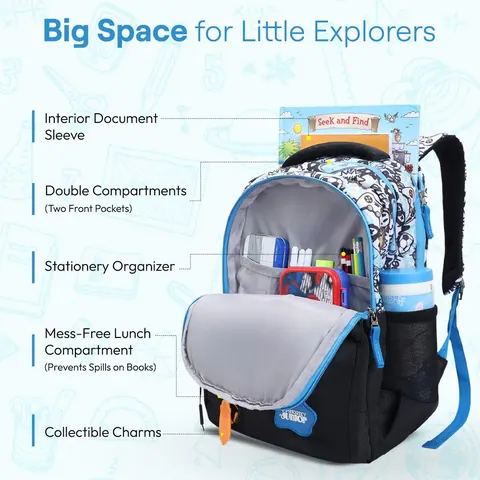 Big Space for Little Explorers
Interior Document
Sleeve
Seek and Find
Double Compartments
(Two Front Pockets)
Stationery Organizer
Mess-Free Lunch
Compartment
(Prevents Spills on Books)
Collectible Charms
JUNIOR